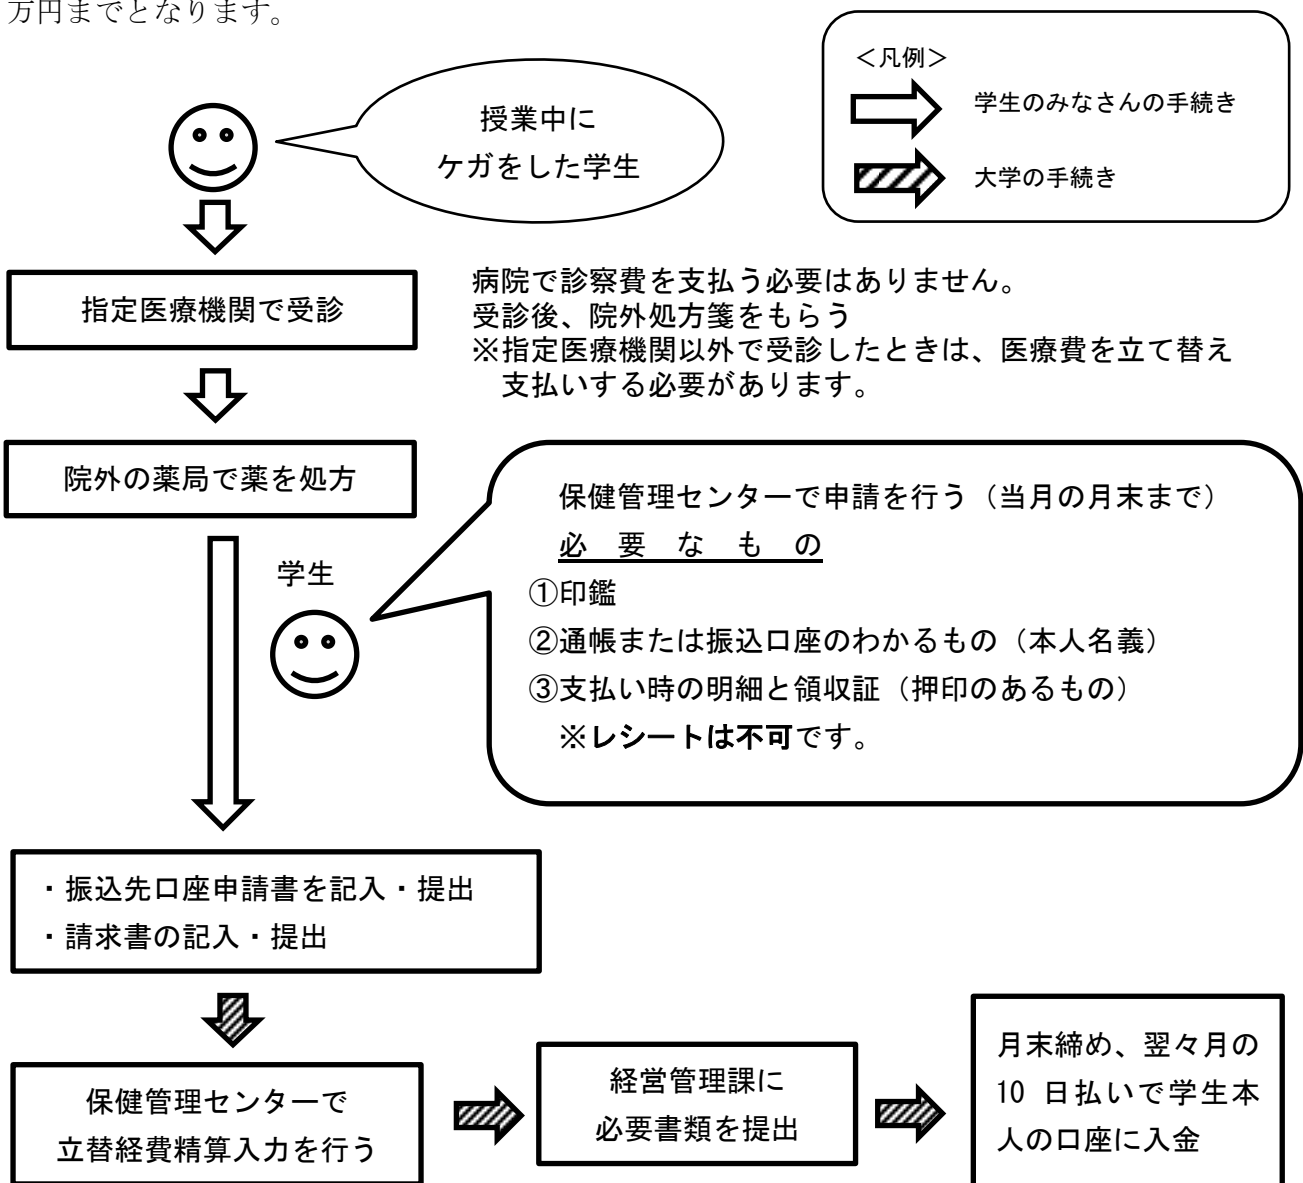 万円までとなります。
<凡例>
学生のみなさんの手続き
大学の手続き
授業中に
ケガをした学生
指定医療機関で受診
病院で診察費を支払う必要はありません。
受診後、院外処方箋をもらう
※指定医療機関以外で受診したときは、医療費を立て替え
支払いする必要があります。
院外の薬局で薬を処方
学生
保健管理センターで申請を行う（当月の月末まで）
必 要 な も の
①印鑑
②通帳または振込口座のわかるもの（本人名義）
③支払い時の明細と領収証（押印のあるもの）
※レシートは不可です。
・振込先口座申請書を記入・提出
・請求書の記入・提出
保健管理センターで
立替経費精算入力を行う
経営管理課に
必要書類を提出
月末締め、翌々月の
10 日払いで学生本
人の口座に入金